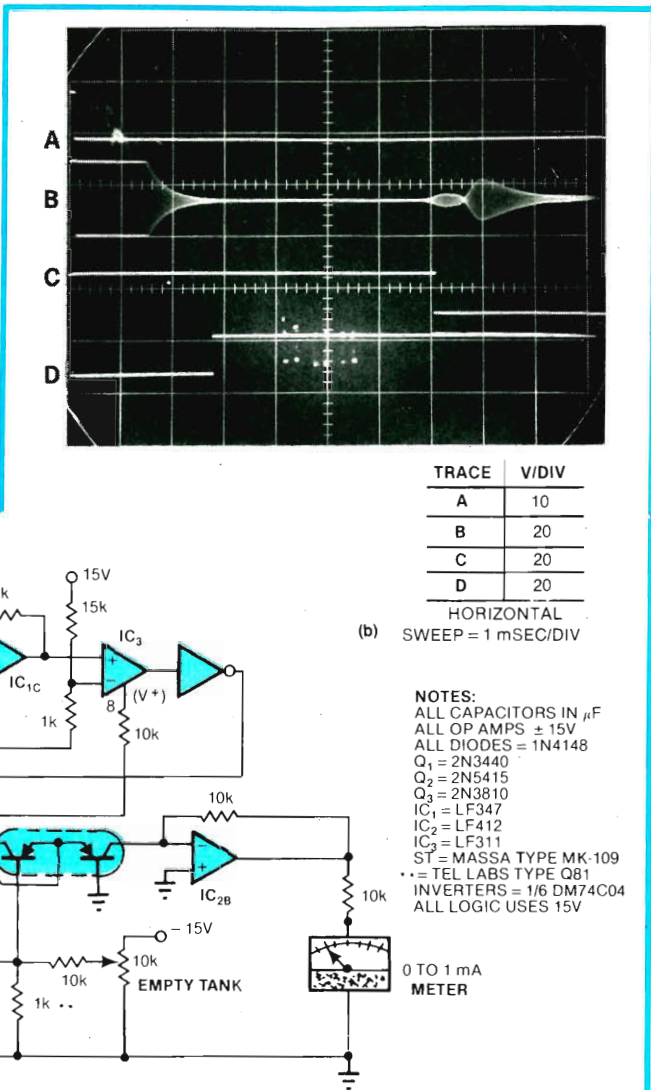 A
B
C
D
TRACE V/DIV
A 10
B 20
C 20
D 20
HORIZONTAL
(b) SWEEP = 1 mSEC/DIV
15V
k
15k
IC3
+
−
IC1C
8 (V+)
1k
10k
NOTES:
ALL CAPACITORS IN μF
ALL OP AMPS ± 15V
ALL DIODES = 1N4148
Q1 = 2N3440
Q2 = 2N5415
Q3 = 2N3810
IC1 = LF347
IC2 = LF412
IC3 = LF311
ST = MASSA TYPE MK-109
•• = TEL LABS TYPE Q81
INVERTERS = 1/6 DM74C04
ALL LOGIC USES 15V
10k
−
+
IC2B
10k
− 15V
10k
10k
EMPTY TANK
1k ••
0 TO 1 mA
METER